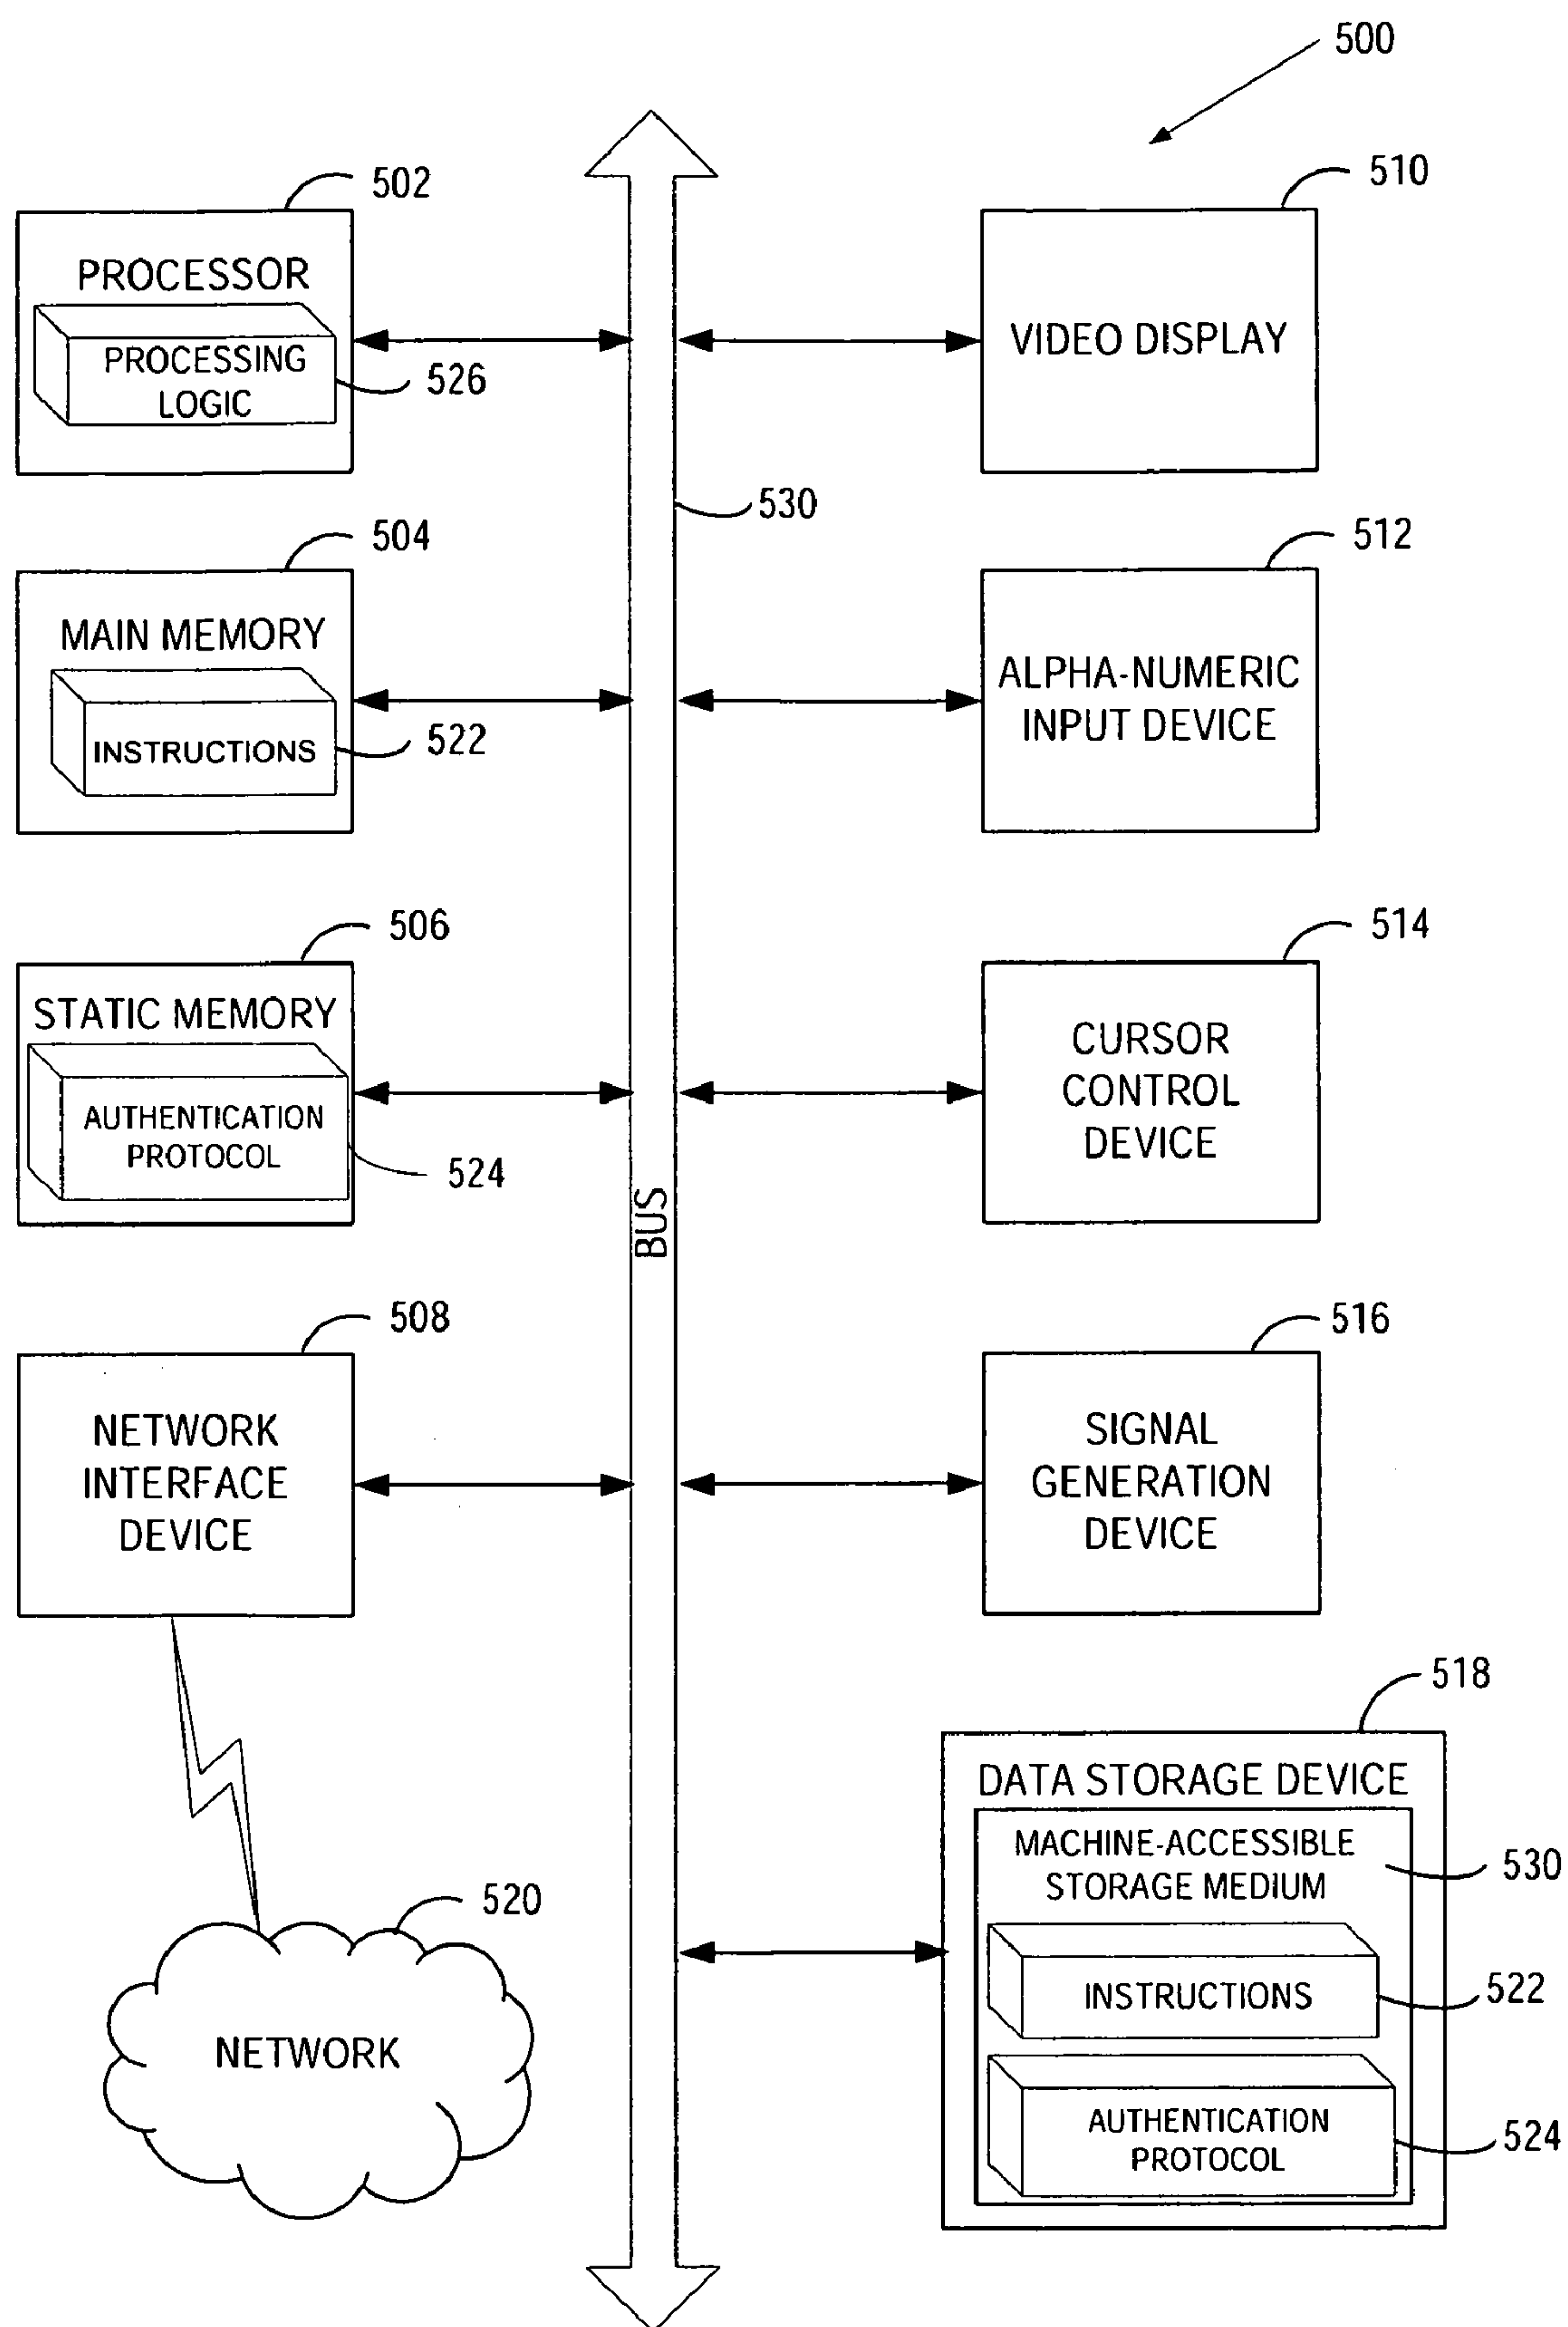 500
502
PROCESSOR
PROCESSING
LOGIC
526
510
VIDEO DISPLAY
530
504
MAIN MEMORY
INSTRUCTIONS
522
512
ALPHA-NUMERIC
INPUT DEVICE
506
STATIC MEMORY
AUTHENTICATION
PROTOCOL
524
514
CURSOR
CONTROL
DEVICE
BUS
508
NETWORK
INTERFACE
DEVICE
516
SIGNAL
GENERATION
DEVICE
520
NETWORK
518
DATA STORAGE DEVICE
MACHINE-ACCESSIBLE
STORAGE MEDIUM
530
INSTRUCTIONS
522
AUTHENTICATION
PROTOCOL
524